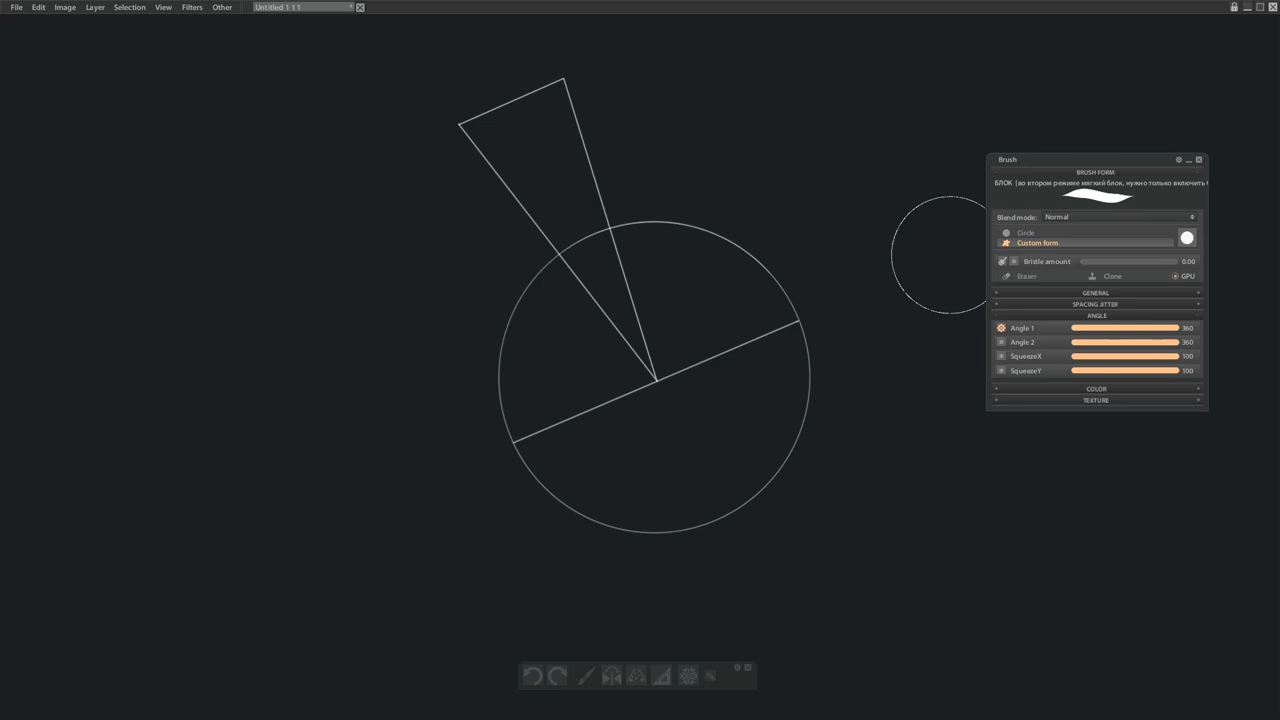 File Edit Image Layer Selection View Filters Other Untitled 1 1 1 *
Brush
BRUSH FORM
БЛОК (во втором режиме мягкий блок, нужно только включить
Blend mode: Normal
Circle
Custom form
Bristle amount 0.00
Eraser Clone GPU
+ GENERAL +
+ SPACING JITTER +
- ANGLE -
Angle 1 360
Angle 2 360
SqueezeX 100
SqueezeY 100
+ COLOR +
+ TEXTURE +